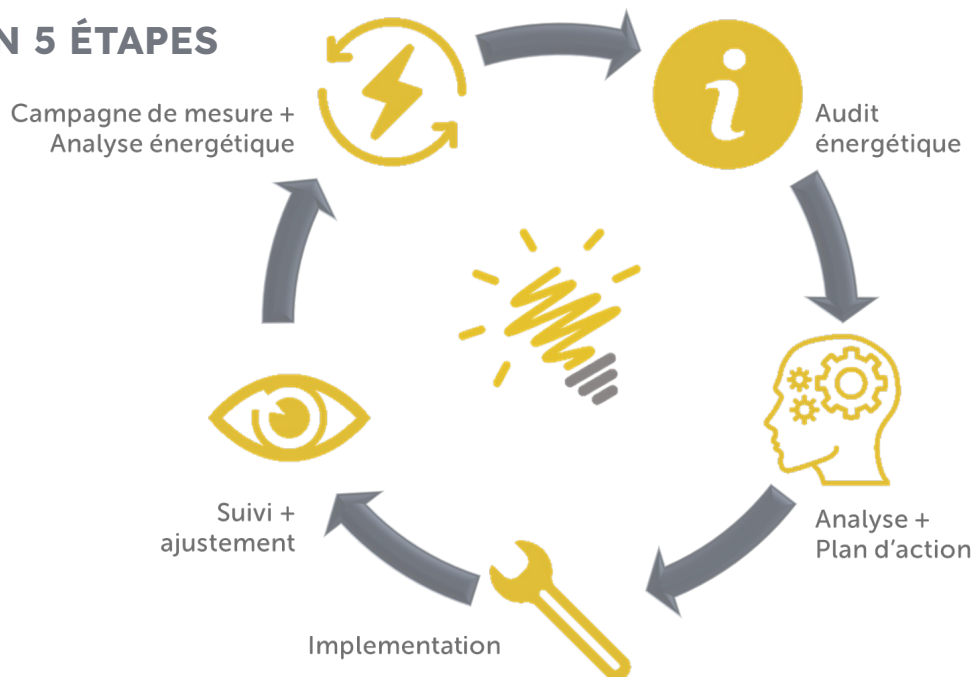 N 5 ÉTAPES
Campagne de mesure +
Analyse énergétique
Audit
énergétique
Analyse +
Plan d’action
Implementation
Suivi +
ajustement